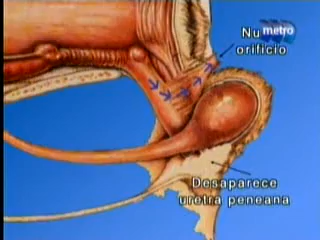 Nu
metro
orificio
Desaparece
uretra peneana